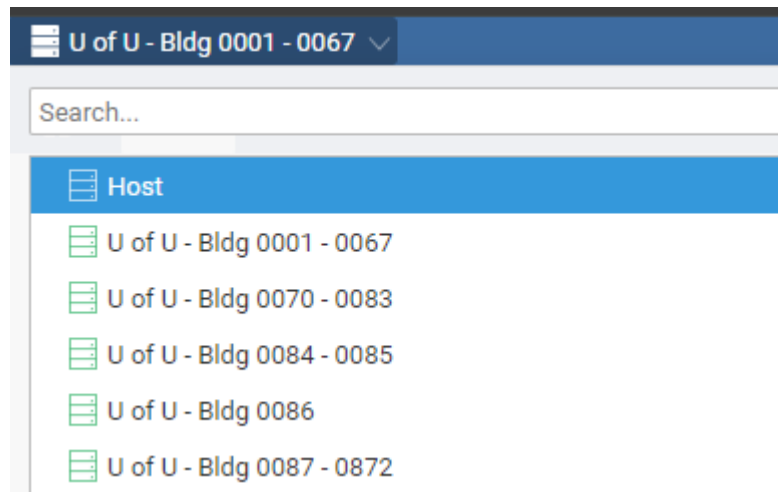 U of U - Bldg 0001 - 0067
Search...
Host
U of U - Bldg 0001 - 0067
U of U - Bldg 0070 - 0083
U of U - Bldg 0084 - 0085
U of U - Bldg 0086
U of U - Bldg 0087 - 0872